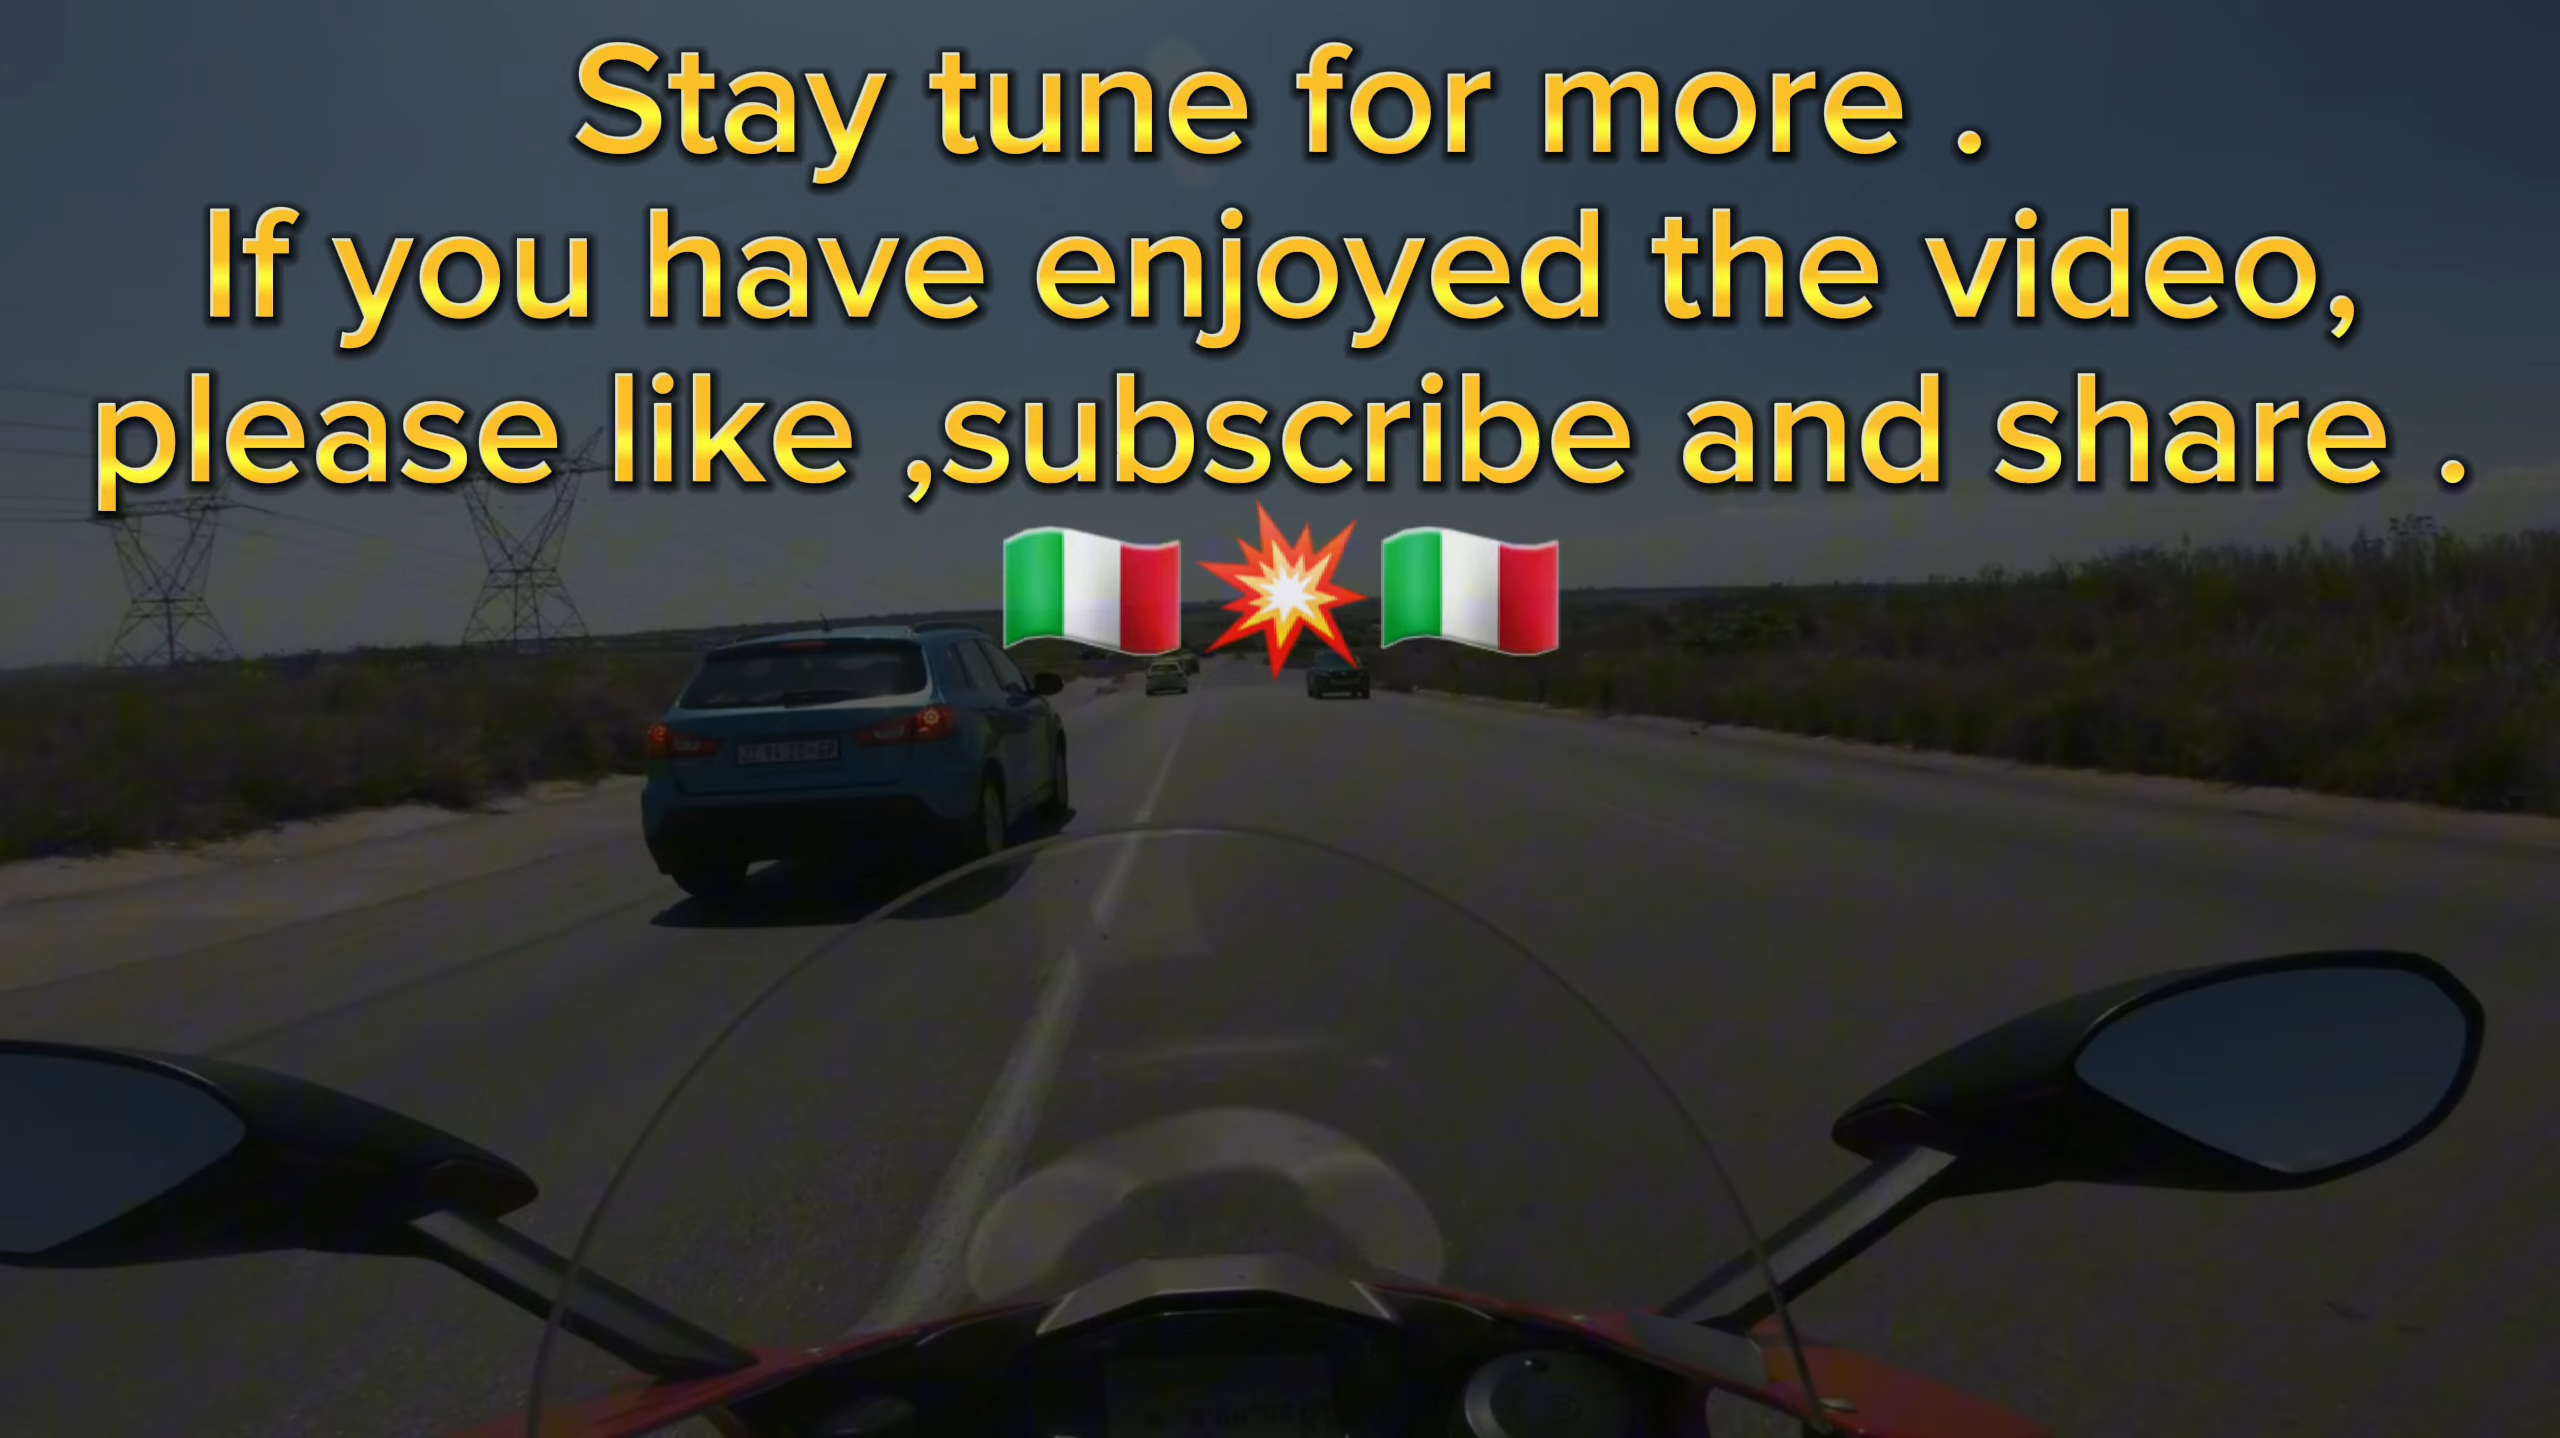 Stay tune for more .
If you have enjoyed the video,
please like ,subscribe and share .